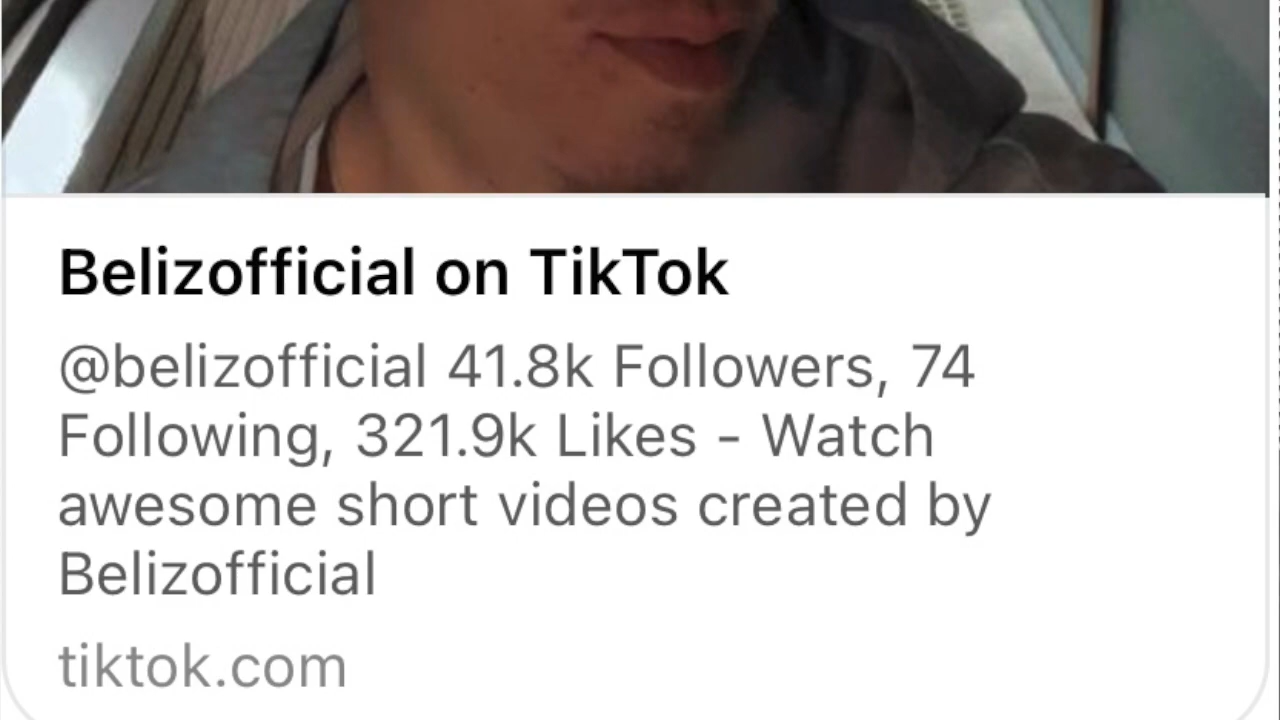 Belizofficial on TikTok
@belizofficial 41.8k Followers, 74
Following, 321.9k Likes - Watch
awesome short videos created by
Belizofficial
tiktok.com